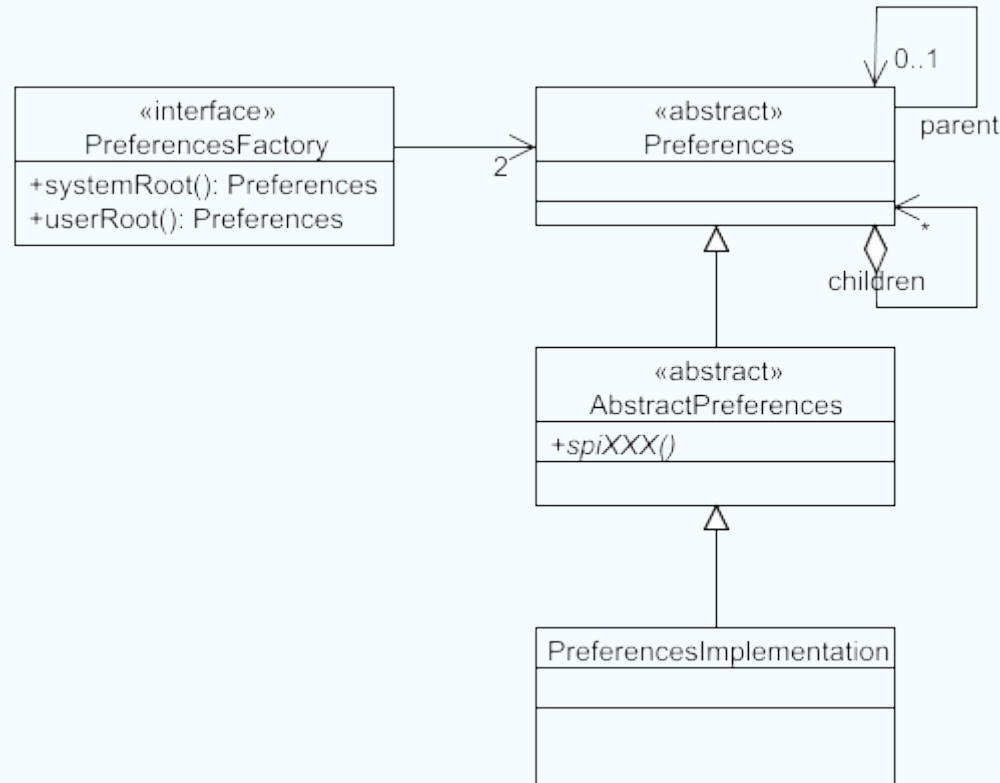 0..1
parent
«interface»
PreferencesFactory
+systemRoot(): Preferences
+userRoot(): Preferences
2
«abstract»
Preferences
*
children
«abstract»
AbstractPreferences
+spiXXX()
PreferencesImplementation